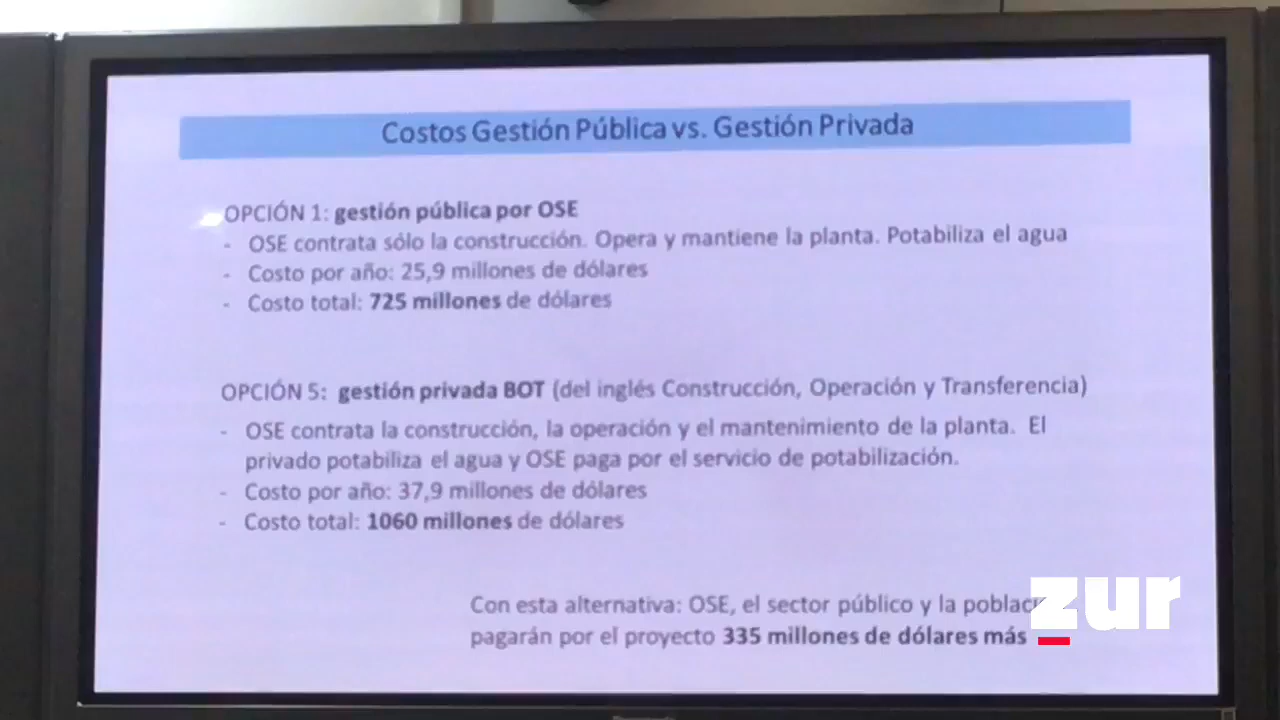 Costos Gestión Pública vs. Gestión Privada
OPCIÓN 1: gestión pública por OSE
- OSE contrata sólo la construcción. Opera y mantiene la planta. Potabiliza el agua
- Costo por año: 25,9 millones de dólares
- Costo total: 725 millones de dólares
OPCIÓN 5: gestión privada BOT (del inglés Construcción, Operación y Transferencia)
- OSE contrata la construcción, la operación y el mantenimiento de la planta. El
privado potabiliza el agua y OSE paga por el servicio de potabilización.
- Costo por año: 37,9 millones de dólares
- Costo total: 1060 millones de dólares
Con esta alternativa: OSE, el sector público y la
pagarán por el proyecto 335 millones de dólares más
zur